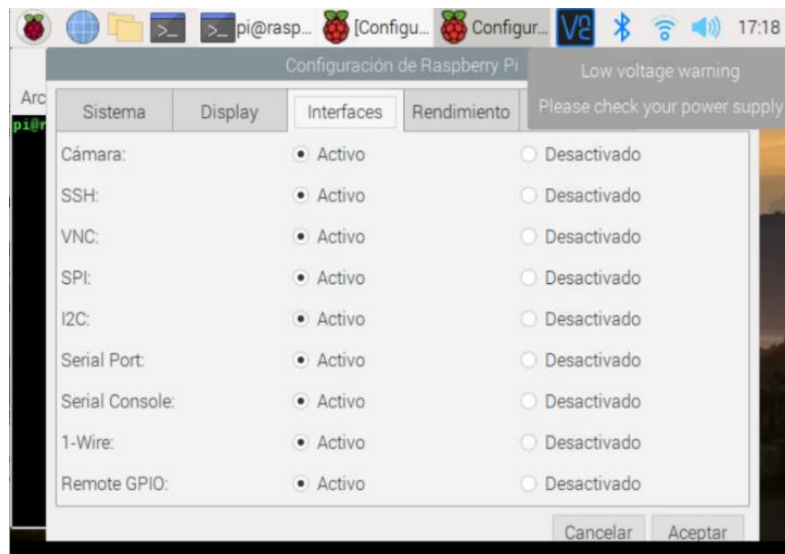 pi@rasp... [Configu... Configur... 17:18
Configuración de Raspberry Pi
Low voltage warning
Please check your power supply
Arc
Sistema Display Interfaces Rendimiento
pi@r
Cámara: Activo Desactivado
SSH: Activo Desactivado
VNC: Activo Desactivado
SPI: Activo Desactivado
I2C: Activo Desactivado
Serial Port: Activo Desactivado
Serial Console: Activo Desactivado
1-Wire: Activo Desactivado
Remote GPIO: Activo Desactivado
Cancelar Aceptar